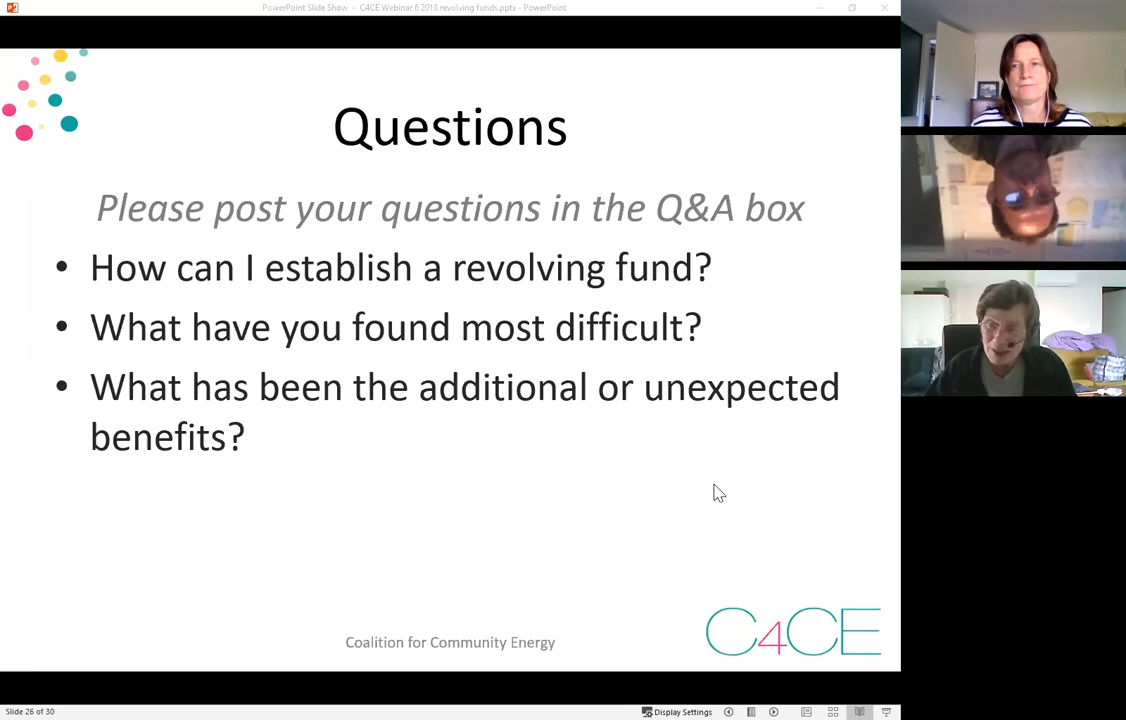 PowerPoint Slide Show - C4CE Webinar 6 2018 revolving funds.pptx - PowerPoint
Questions
Please post your questions in the Q&A box
• How can I establish a revolving fund?
• What have you found most difficult?
• What has been the additional or unexpected
benefits?
Coalition for Community Energy
C4CE
Slide 26 of 30
Display Settings